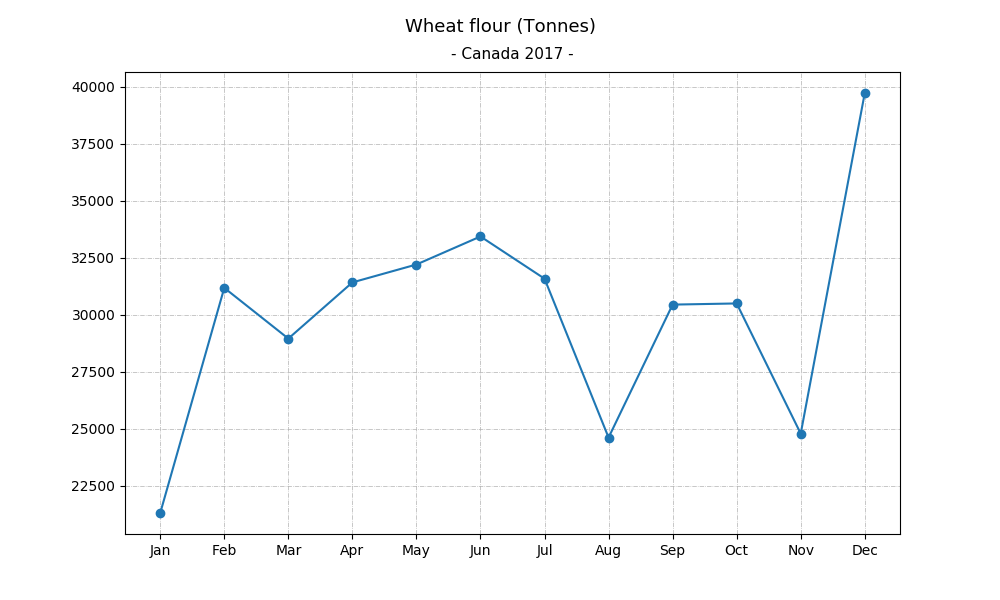 Wheat flour (Tonnes)
- Canada 2017 -
40000
37500
35000
32500
30000
27500
25000
22500
Jan Feb Mar Apr May Jun Jul Aug Sep Oct Nov Dec